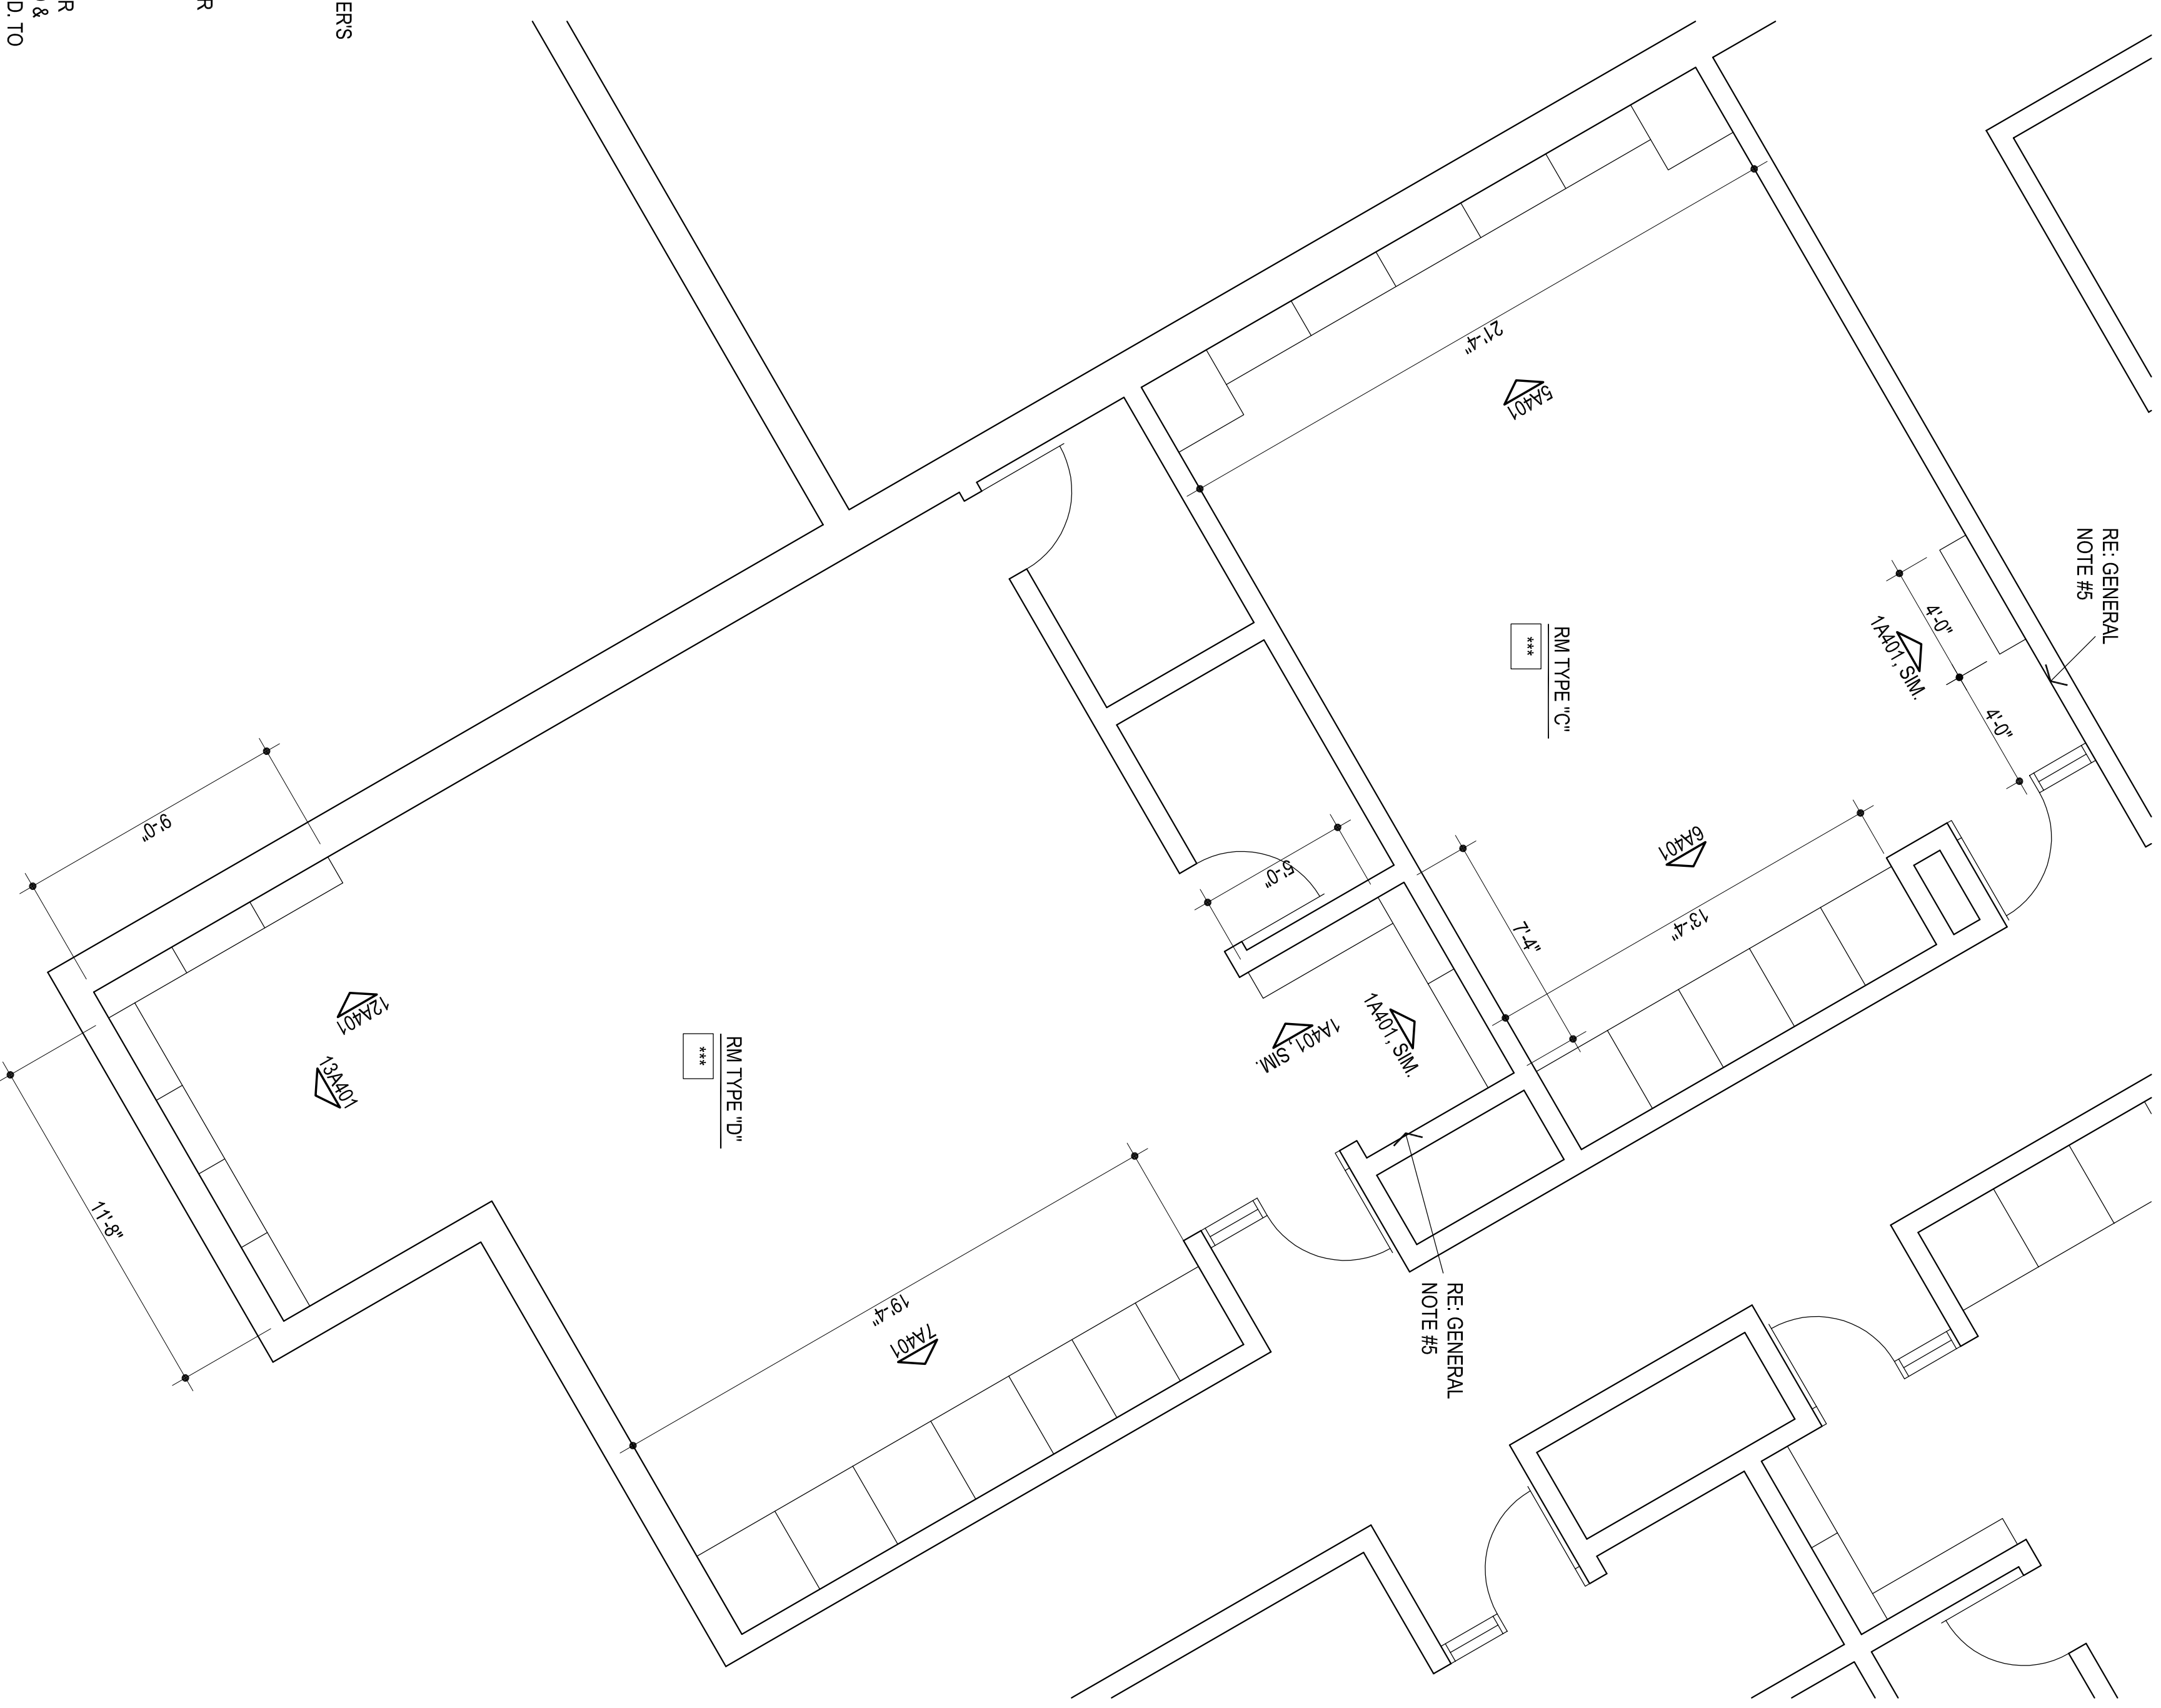 RE: GENERAL
NOTE #5
4'-0"
1A401, SIM.
4'-0"
21'-4"
5A401
RM TYPE "C"
***
6A401
13'-4"
7'-4"
5'-0"
1A401, SIM.
1A401, SIM.
RE: GENERAL
NOTE #5
RM TYPE "D"
***
19'-4"
7A401
9'-0"
12A401
13A401
11'-8"
ER'S
R
R
&
D. TO